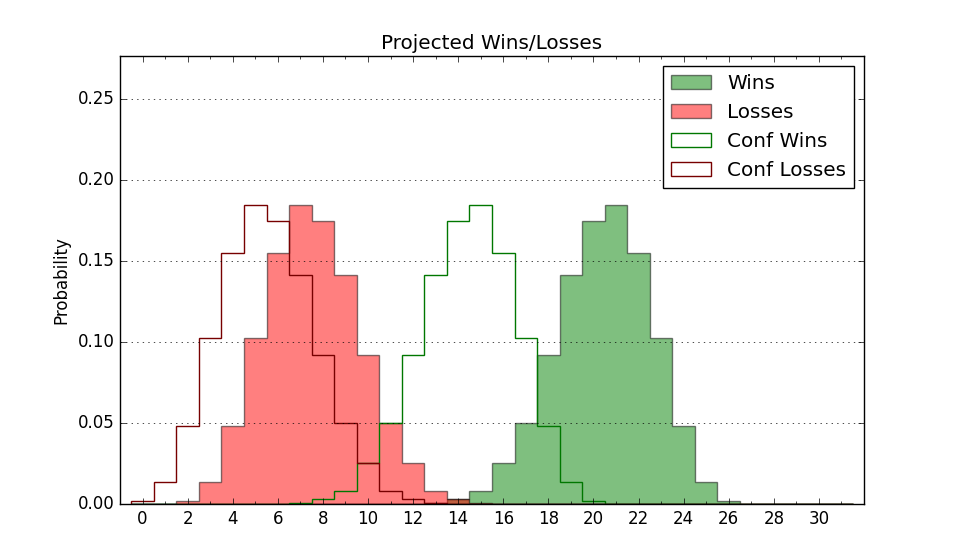 Projected Wins/Losses
Wins
Losses
Conf Wins
Conf Losses
Probability
0.25
0.20
0.15
0.10
0.05
0.00
0 2 4 6 8 10 12 14 16 18 20 22 24 26 28 30